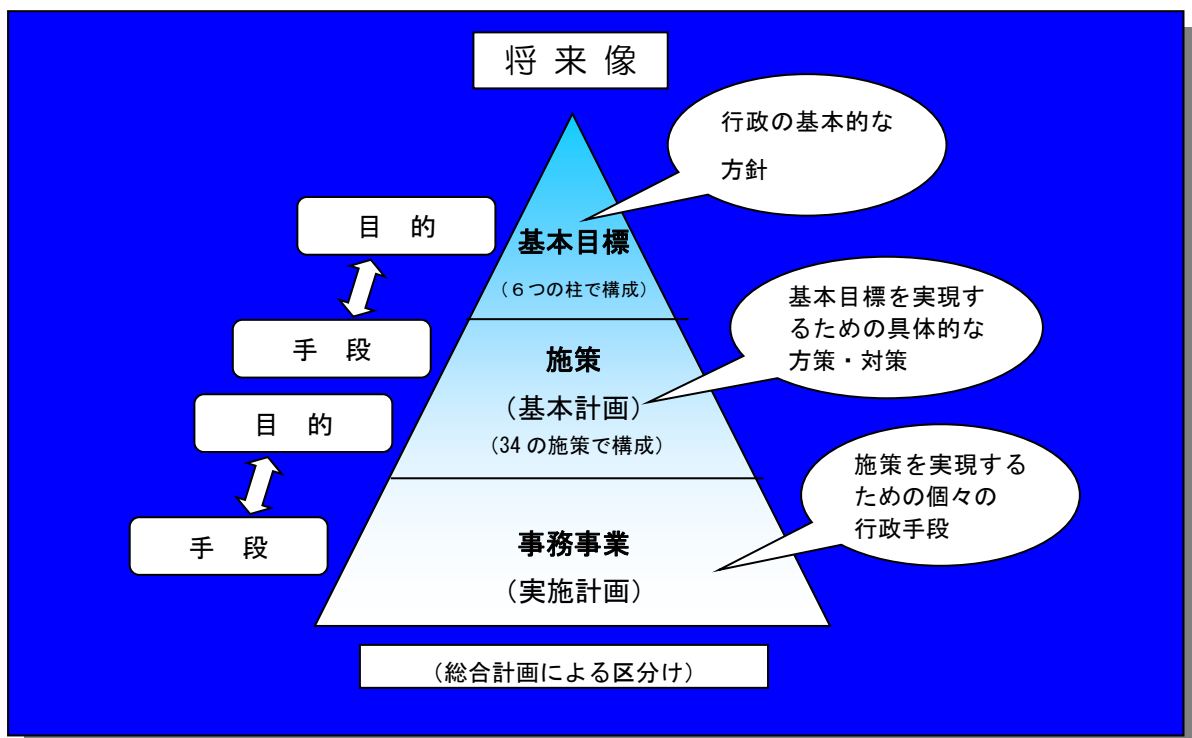 将 来 像
行政の基本的な
方針
目　的
基本目標
（６つの柱で構成）
手　段
基本目標を実現す
るための具体的な
方策・対策
施策
（基本計画）
（34 の施策で構成）
目　的
施策を実現する
ための個々の
行政手段
手　段
事務事業
（実施計画）
（総合計画による区分け）